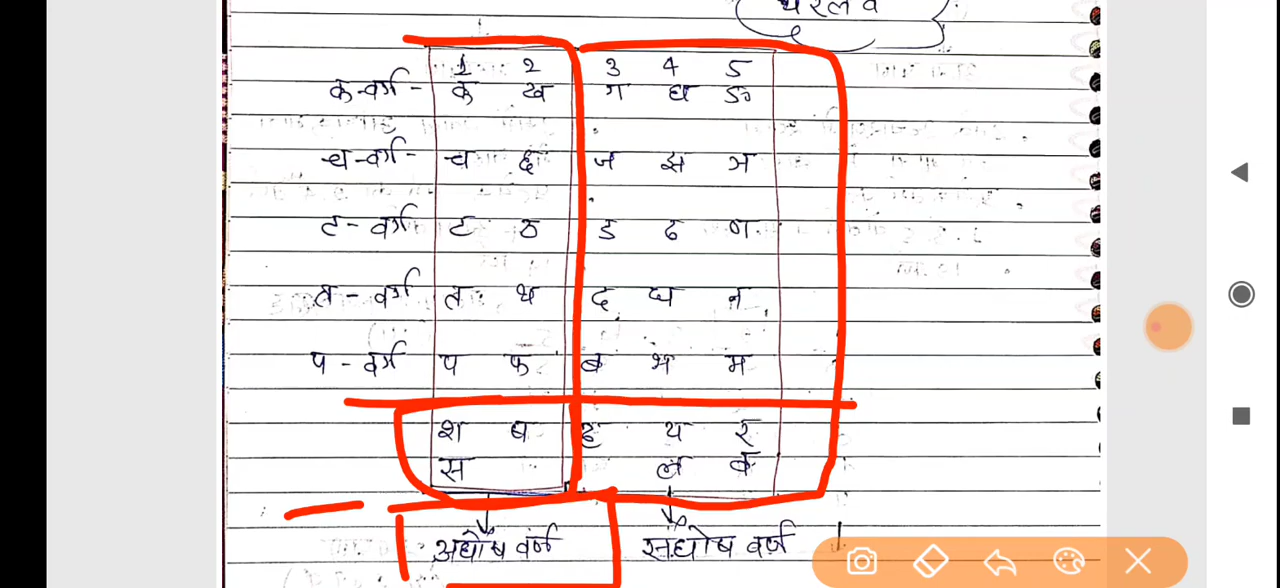 य र ल व
1 2 3 4 5
क-वर्ग - क ख ग घ ङ
च-वर्ग - च छ ज झ ञ
ट-वर्ग ट ठ ड ढ ण
त-वर्ग त थ द ध न
प-वर्ग प फ ब भ म
श ष ह य र
स ल व
अघोष वर्ण सघोष वर्ण